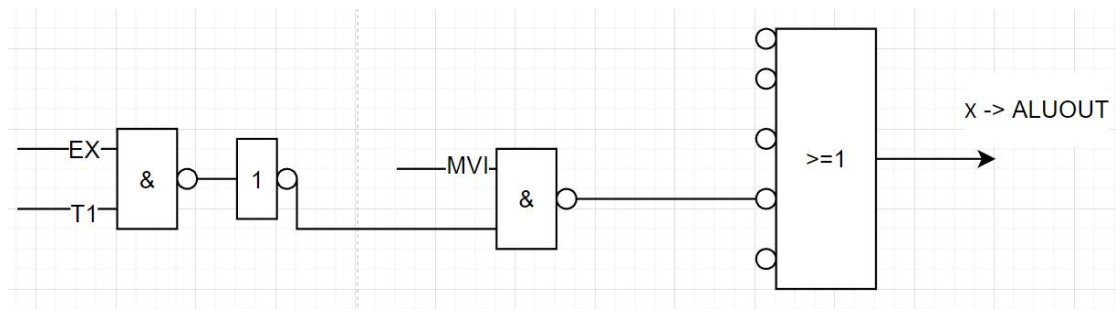 EX
T1
&
1
MVI
&
>=1
X -> ALUOUT